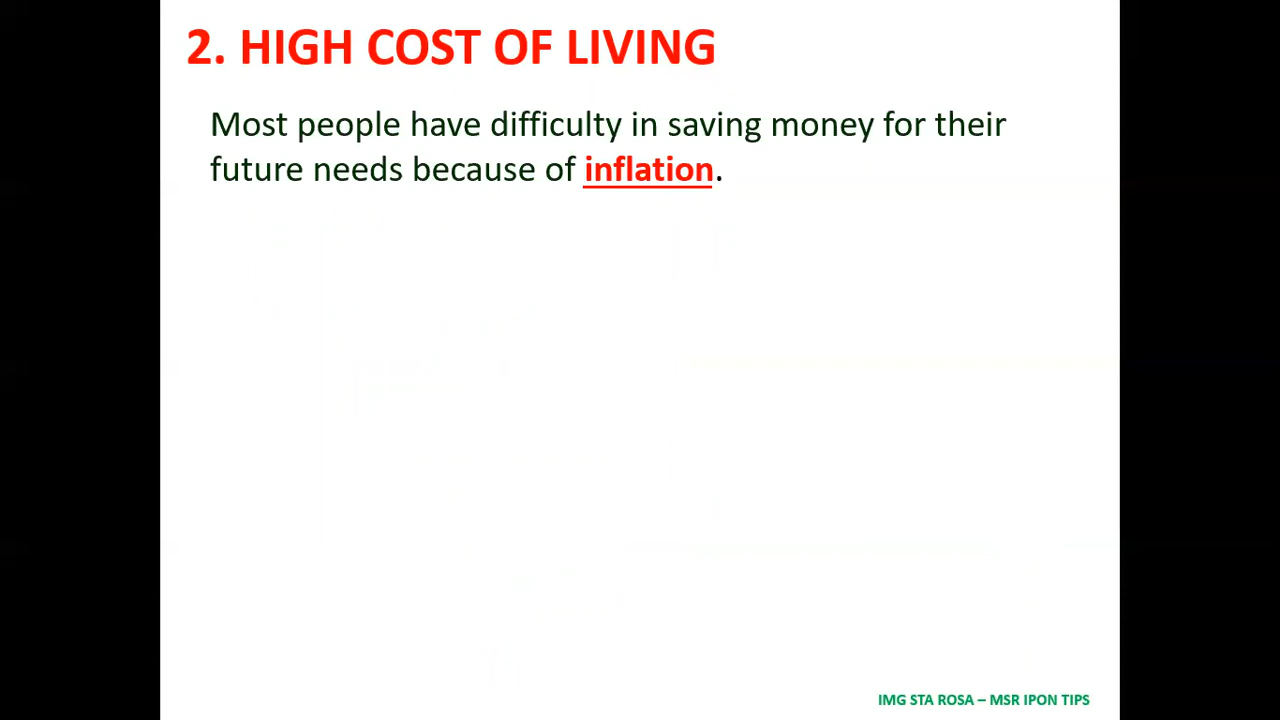 2. HIGH COST OF LIVING
Most people have difficulty in saving money for their
future needs because of inflation.
IMG STA ROSA – MSR IPON TIPS